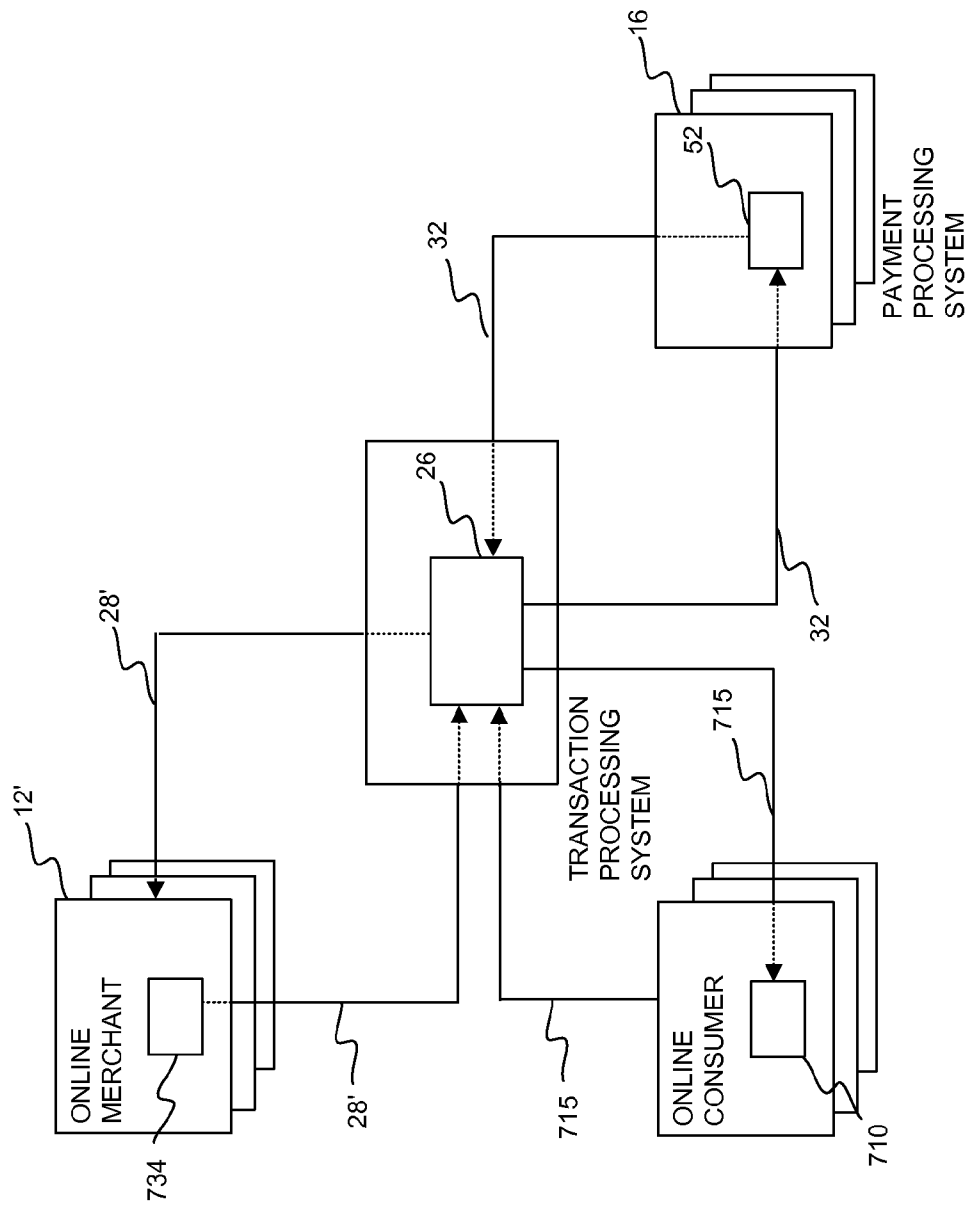 12'
ONLINE
MERCHANT
734
28'
28'
TRANSACTION
PROCESSING
SYSTEM
26
32
32
16
52
PAYMENT
PROCESSING
SYSTEM
ONLINE
CONSUMER
710
715
715